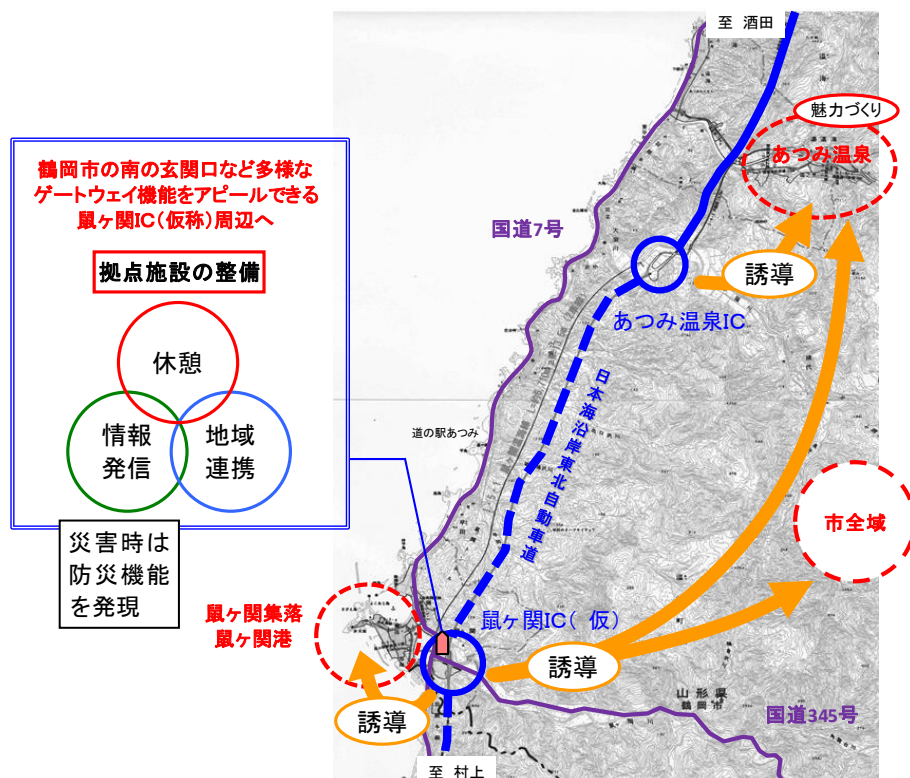 至 酒田
魅力づくり
あつみ温泉
鶴岡市の南の玄関口など多様な
ゲートウェイ機能をアピールできる
鼠ヶ関IC(仮称)周辺へ
拠点施設の整備
休憩
情報
発信
地域
連携
災害時は
防災機能
を発現
国道7号
誘導
あつみ温泉IC
日本海沿岸東北自動車道
道の駅あつみ
市全域
鼠ヶ関集落
鼠ヶ関港
鼠ヶ関IC( 仮)
誘導
誘導
山形県
鶴岡市
国道345号
至 村上